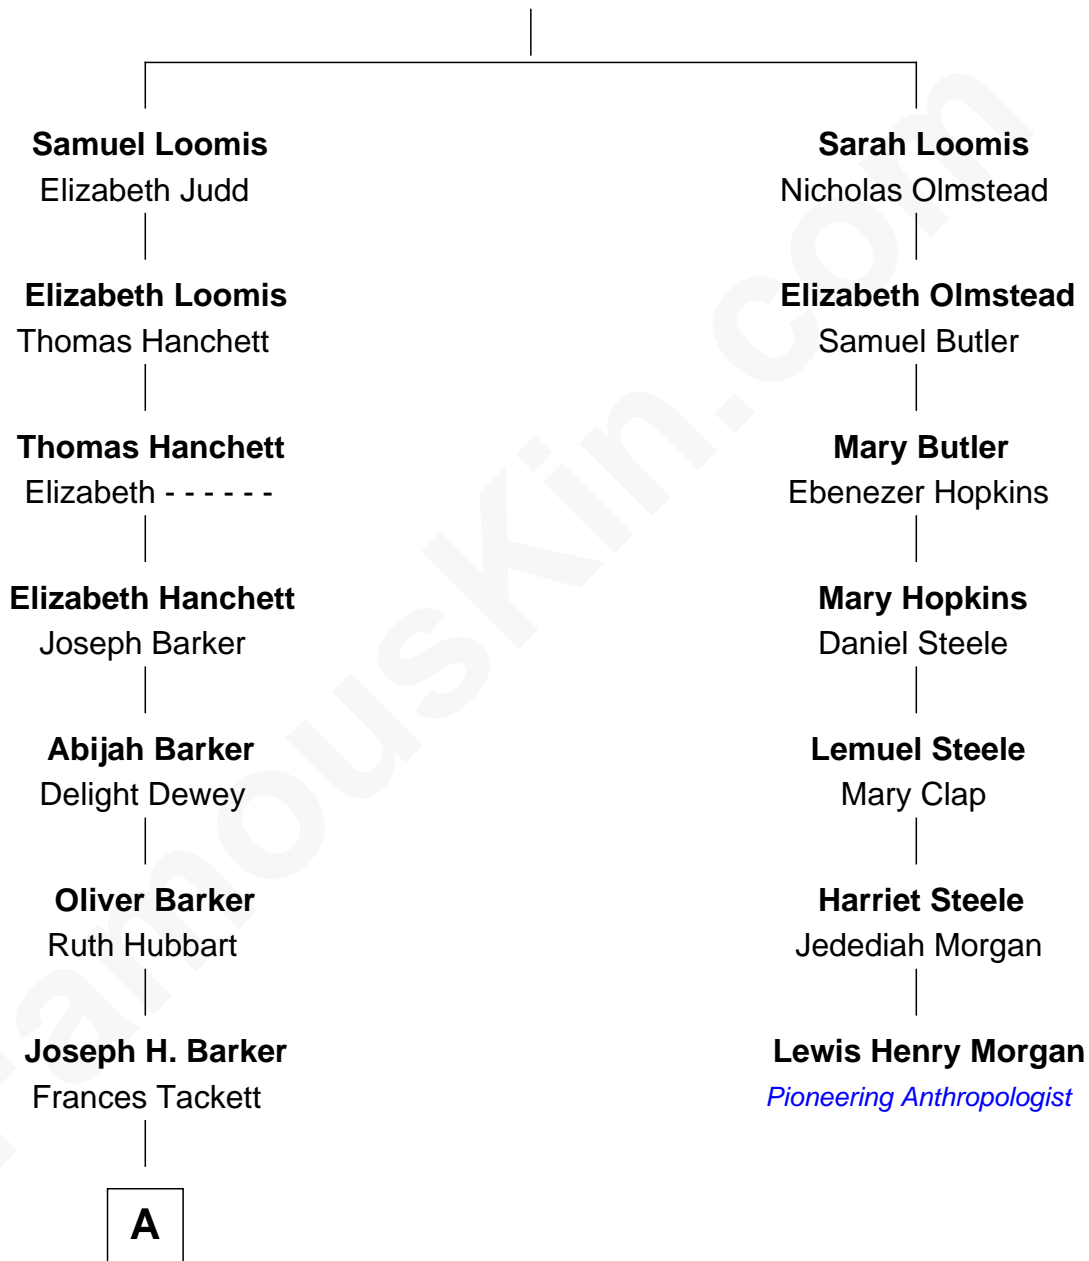 Samuel Loomis
Elizabeth Judd
Elizabeth Loomis
Thomas Hanchett
Thomas Hanchett
Elizabeth - - - - - -
Elizabeth Hanchett
Joseph Barker
Abijah Barker
Delight Dewey
Oliver Barker
Ruth Hubbart
Joseph H. Barker
Frances Tackett
A
Sarah Loomis
Nicholas Olmstead
Elizabeth Olmstead
Samuel Butler
Mary Butler
Ebenezer Hopkins
Mary Hopkins
Daniel Steele
Lemuel Steele
Mary Clap
Harriet Steele
Jedediah Morgan
Lewis Henry Morgan
Pioneering Anthropologist
FamousKin.com